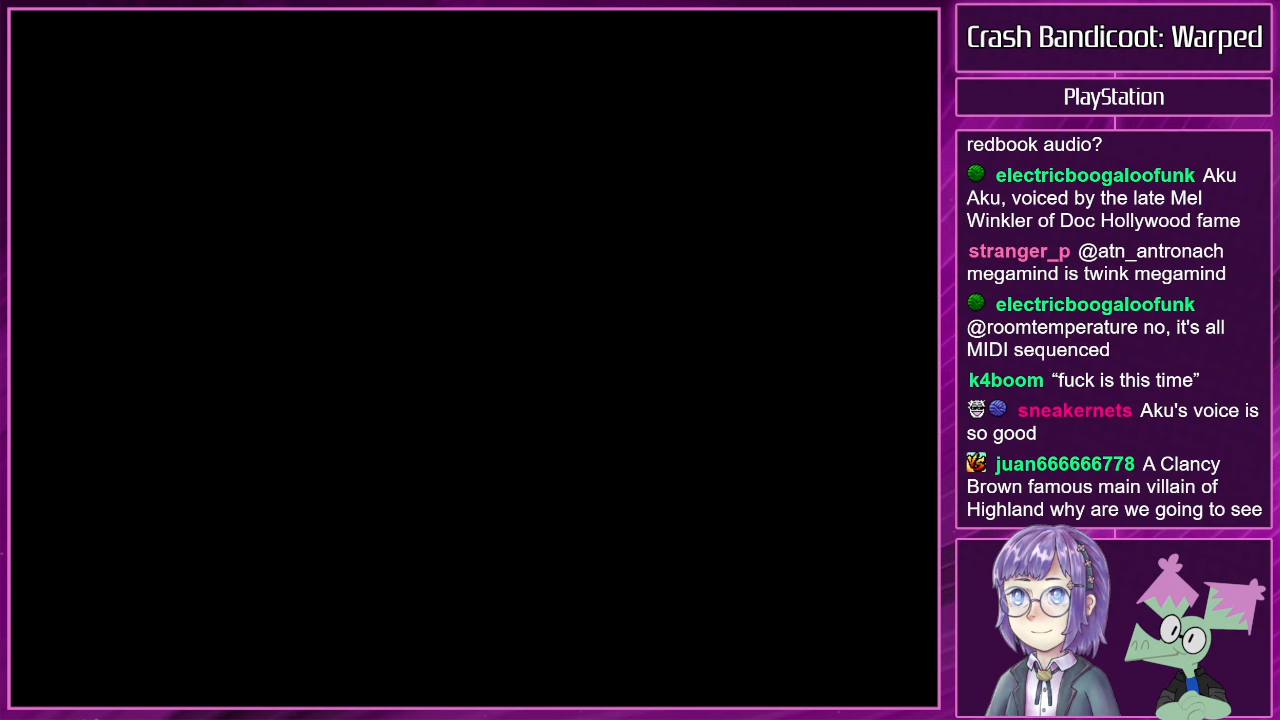 Crash Bandicoot: Warped
PlayStation
redbook audio?
electricboogaloofunk Aku
Aku, voiced by the late Mel
Winkler of Doc Hollywood fame
stranger_p @atn_antronach
megamind is twink megamind
electricboogaloofunk
@roomtemperature no, it's all
MIDI sequenced
k4boom “fuck is this time”
sneakernets Aku's voice is
so good
juan666666778 A Clancy
Brown famous main villain of
Highland why are we going to see